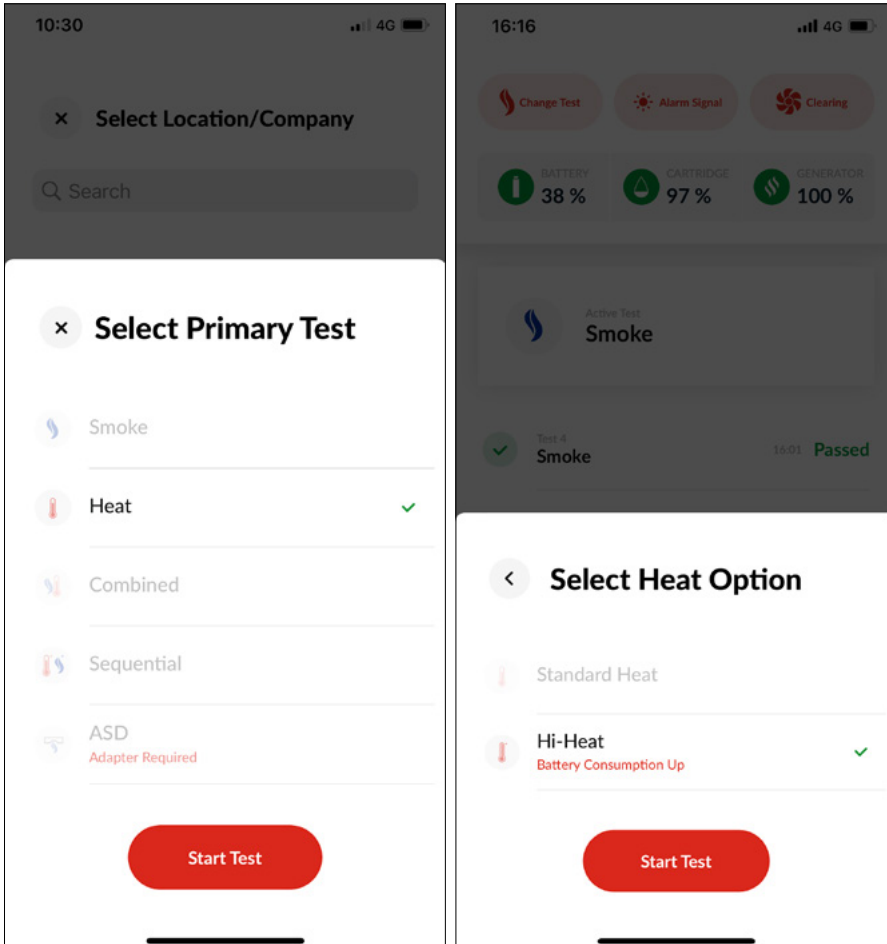 10:30
4G
Select Location/Company
Search
Select Primary Test
Smoke
Heat
Combined
Sequential
ASD
Adapter Required
Start Test
16:16
4G
Change Test
Alarm Signal
Clearing
BATTERY
38 %
CARTRIDGE
97 %
GENERATOR
100 %
Active Test
Smoke
Test 4
Smoke
16:01 Passed
Select Heat Option
Standard Heat
Hi-Heat
Battery Consumption Up
Start Test